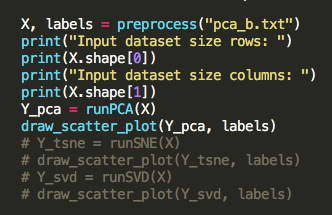 X, labels = preprocess("pca_b.txt")
print("Input dataset size rows: ")
print(X.shape[0])
print("Input dataset size columns: ")
print(X.shape[1])
Y_pca = runPCA(X)
draw_scatter_plot(Y_pca, labels)
# Y_tsne = runSNE(X)
# draw_scatter_plot(Y_tsne, labels)
# Y_svd = runSVD(X)
# draw_scatter_plot(Y_svd, labels)